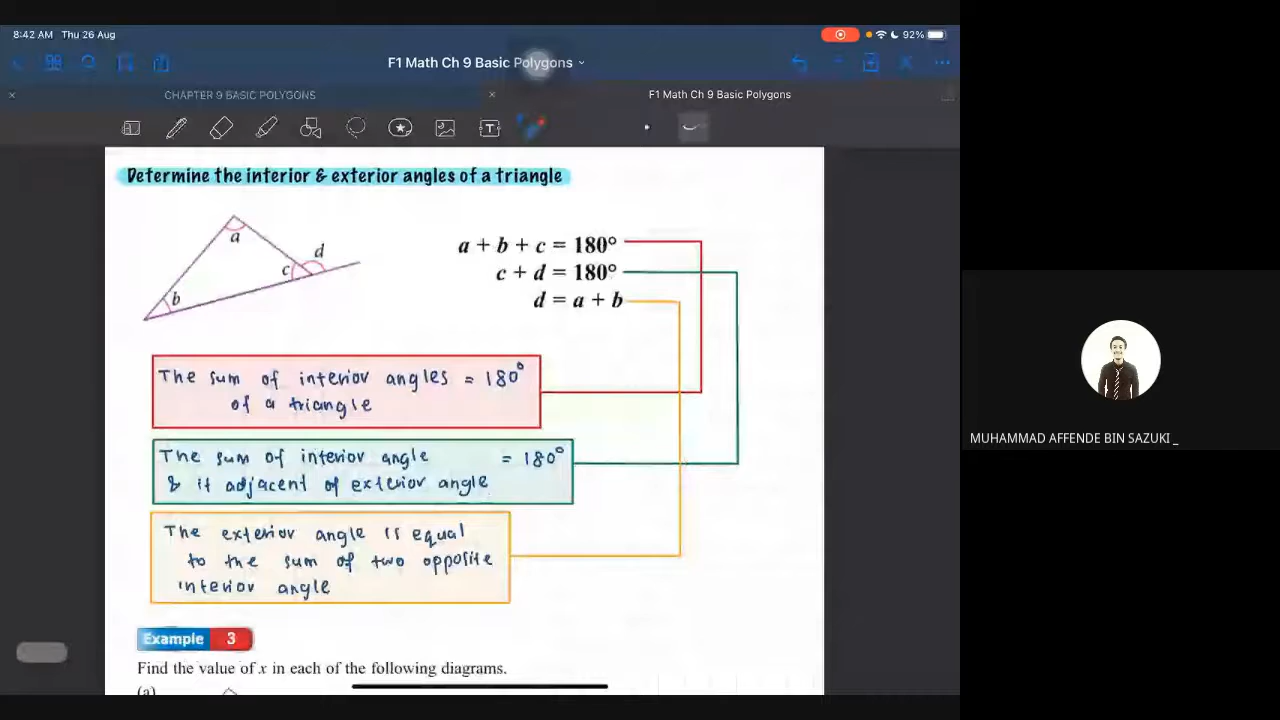 8:42 AM Thu 26 Aug
92%
F1 Math Ch 9 Basic Polygons
CHAPTER 9 BASIC POLYGONS
F1 Math Ch 9 Basic Polygons
T
Determine the interior & exterior angles of a triangle
a
b
c
d
a + b + c = 180°
c + d = 180°
d = a + b
The sum of interior angles = 180°
of a triangle
The sum of interior angle = 180°
& it adjacent of exterior angle
The exterior angle is equal
to the sum of two opposite
interior angle
Example 3
Find the value of x in each of the following diagrams.
(a)
MUHAMMAD AFFENDE BIN SAZUKI _